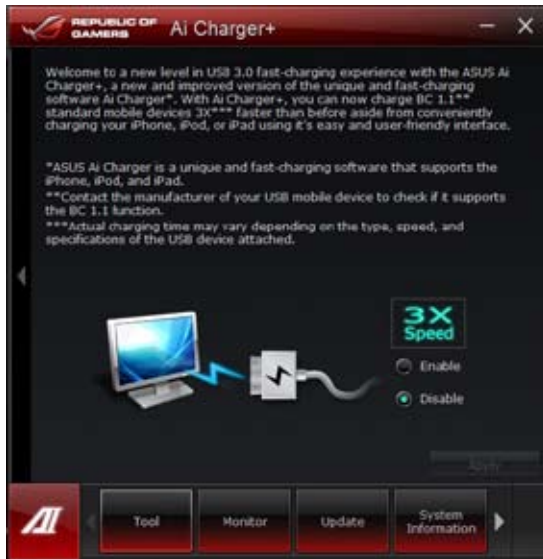 REPUBLIC OF
GAMERS
Ai Charger+
Welcome to a new level in USB 3.0 fast-charging experience with the ASUS Ai
Charger+, a new and improved version of the unique and fast-charging
software Ai Charger*. With Ai Charger+, you can now charge BC 1.1**
standard mobile devices 3X*** faster than before aside from conveniently
charging your iPhone, iPod, or iPad using it's easy and user-friendly interface.
*ASUS Ai Charger is a unique and fast-charging software that supports the
iPhone, iPod, and iPad.
**Contact the manufacturer of your USB mobile device to check if it supports
the BC 1.1 function.
***Actual charging time may vary depending on the type, speed, and
specifications of the USB device attached.
3X
Speed
Enable
Disable
Apply
AI
Tool
Monitor
Update
System
Information